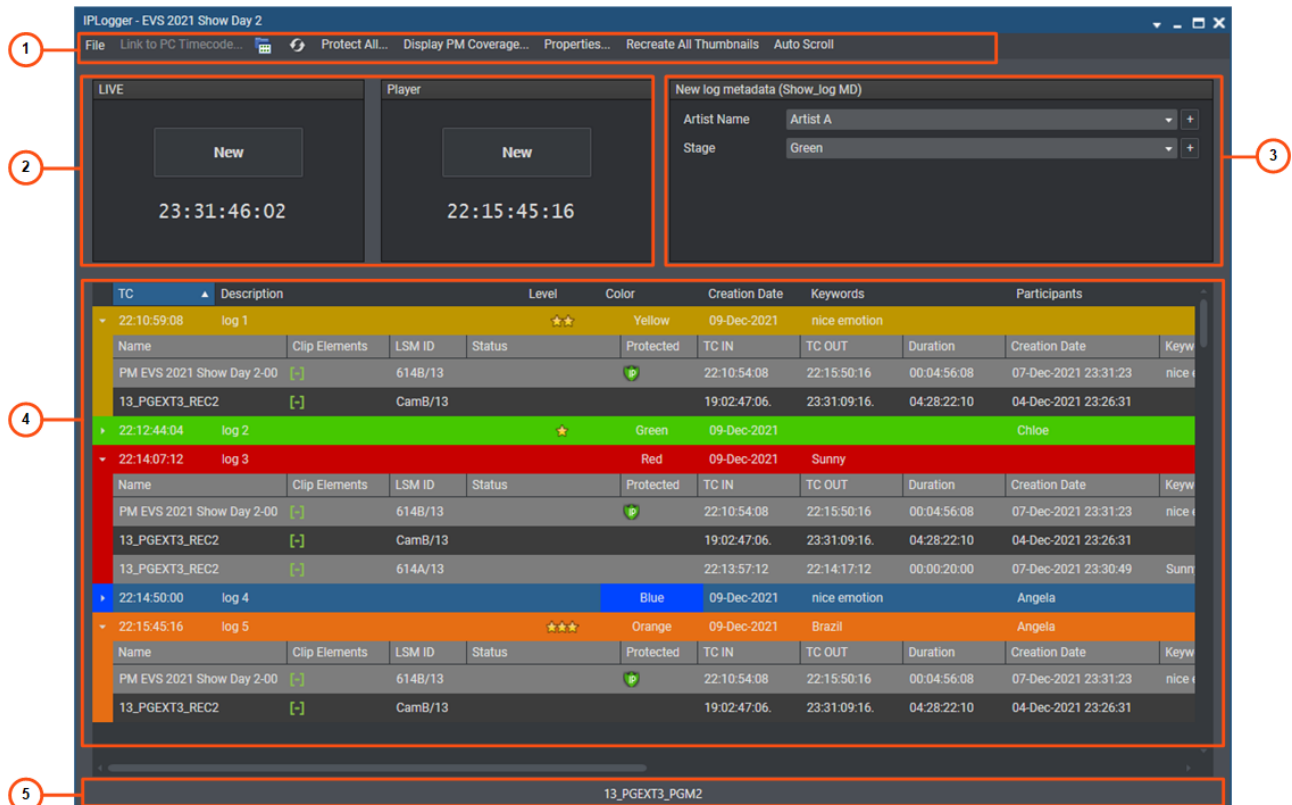 IPLogger - EVS 2021 Show Day 2
1
File Link to PC Timecode... Protect All... Display PM Coverage... Properties... Recreate All Thumbnails Auto Scroll
LIVE Player New log metadata (Show_log MD)
Artist Name Artist A +
New New Stage Green +
2
3
23:31:46:02 22:15:45:16
TC Description Level Color Creation Date Keywords Participants
22:10:59:08 log 1 Yellow 09-Dec-2021 nice emotion
Name Clip Elements LSM ID Status Protected TC IN TC OUT Duration Creation Date Keyw
PM EVS 2021 Show Day 2-00 [-] 614B/13 IP 22:10:54:08 22:15:50:16 00:04:56:08 07-Dec-2021 23:31:23 nice e
13_PGEXT3_REC2 [-] CamB/13 19:02:47:06. 23:31:09:16. 04:28:22:10 04-Dec-2021 23:26:31
4
22:12:44:04 log 2 Green 09-Dec-2021 Chloe
22:14:07:12 log 3 Red 09-Dec-2021 Sunny
Name Clip Elements LSM ID Status Protected TC IN TC OUT Duration Creation Date Keyw
PM EVS 2021 Show Day 2-00 [-] 614B/13 IP 22:10:54:08 22:15:50:16 00:04:56:08 07-Dec-2021 23:31:23 nice e
13_PGEXT3_REC2 [-] CamB/13 19:02:47:06. 23:31:09:16. 04:28:22:10 04-Dec-2021 23:26:31
13_PGEXT3_REC2 [-] 614A/13 22:13:57:12 22:14:17:12 00:00:20:00 07-Dec-2021 23:30:49 Sunn
22:14:50:00 log 4 Blue 09-Dec-2021 nice emotion Angela
22:15:45:16 log 5 Orange 09-Dec-2021 Brazil Angela
Name Clip Elements LSM ID Status Protected TC IN TC OUT Duration Creation Date Keyw
PM EVS 2021 Show Day 2-00 [-] 614B/13 IP 22:10:54:08 22:15:50:16 00:04:56:08 07-Dec-2021 23:31:23 nice e
13_PGEXT3_REC2 [-] CamB/13 19:02:47:06. 23:31:09:16. 04:28:22:10 04-Dec-2021 23:26:31
5
13_PGEXT3_PGM2